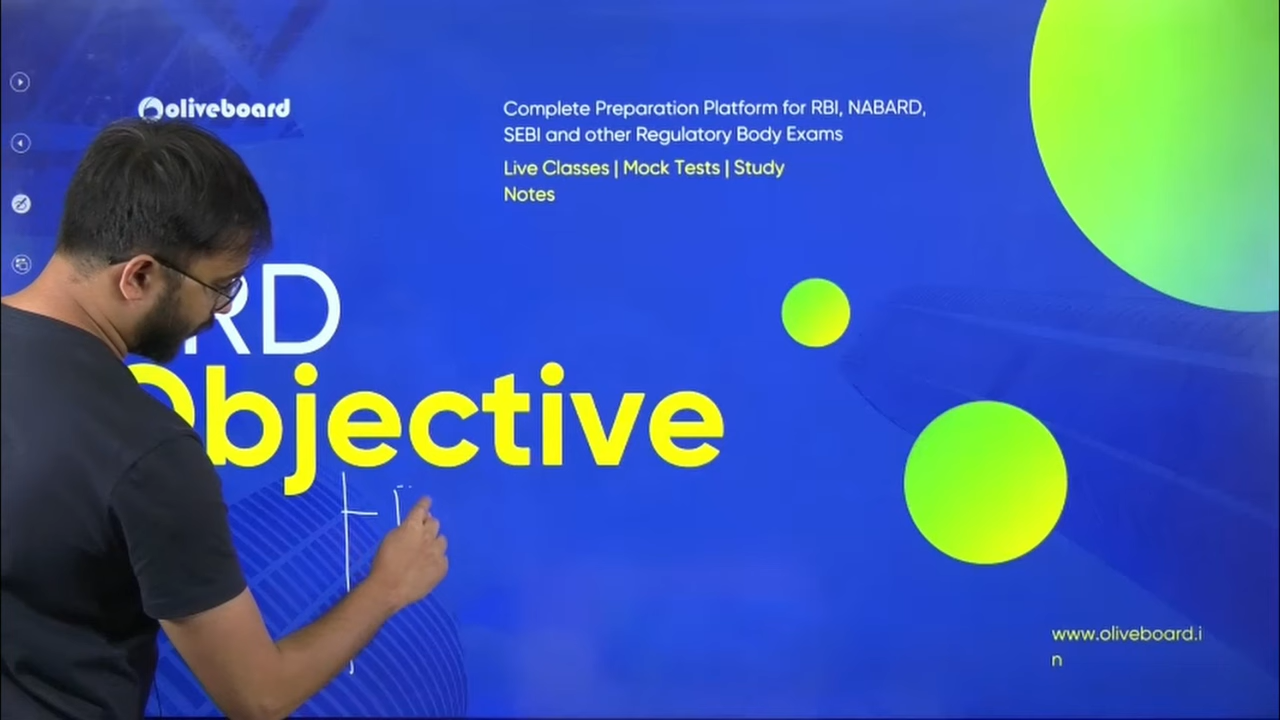 oliveboard
Complete Preparation Platform for RBI, NABARD,
SEBI and other Regulatory Body Exams
Live Classes | Mock Tests | Study
Notes
RD
Objective
www.oliveboard.i
n